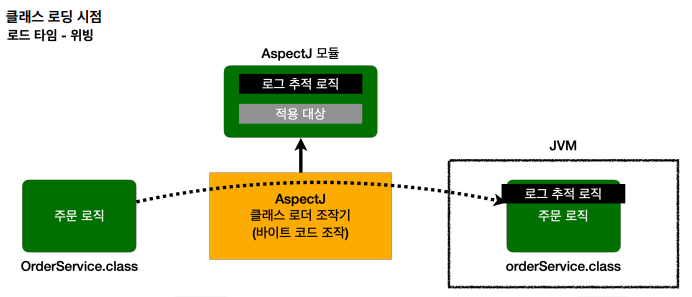 클래스 로딩 시점
로드 타임 - 위빙
AspectJ 모듈
로그 추적 로직
적용 대상
JVM
주문 로직
OrderService.class
AspectJ
클래스 로더 조작기
(바이트 코드 조작)
로그 추적 로직
주문 로직
orderService.class